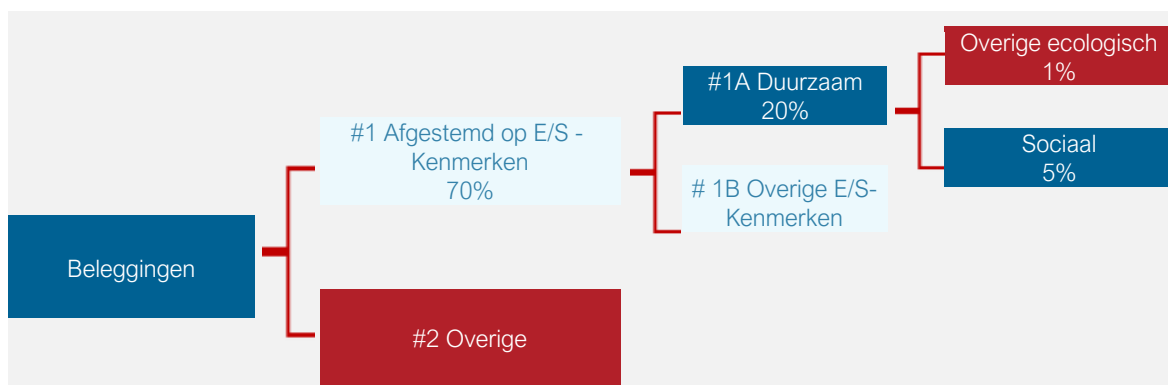 Beleggingen
#1 Afgestemd op E/S -
Kenmerken
70%
#2 Overige
#1A Duurzaam
20%
# 1B Overige E/S-
Kenmerken
Overige ecologisch
1%
Sociaal
5%